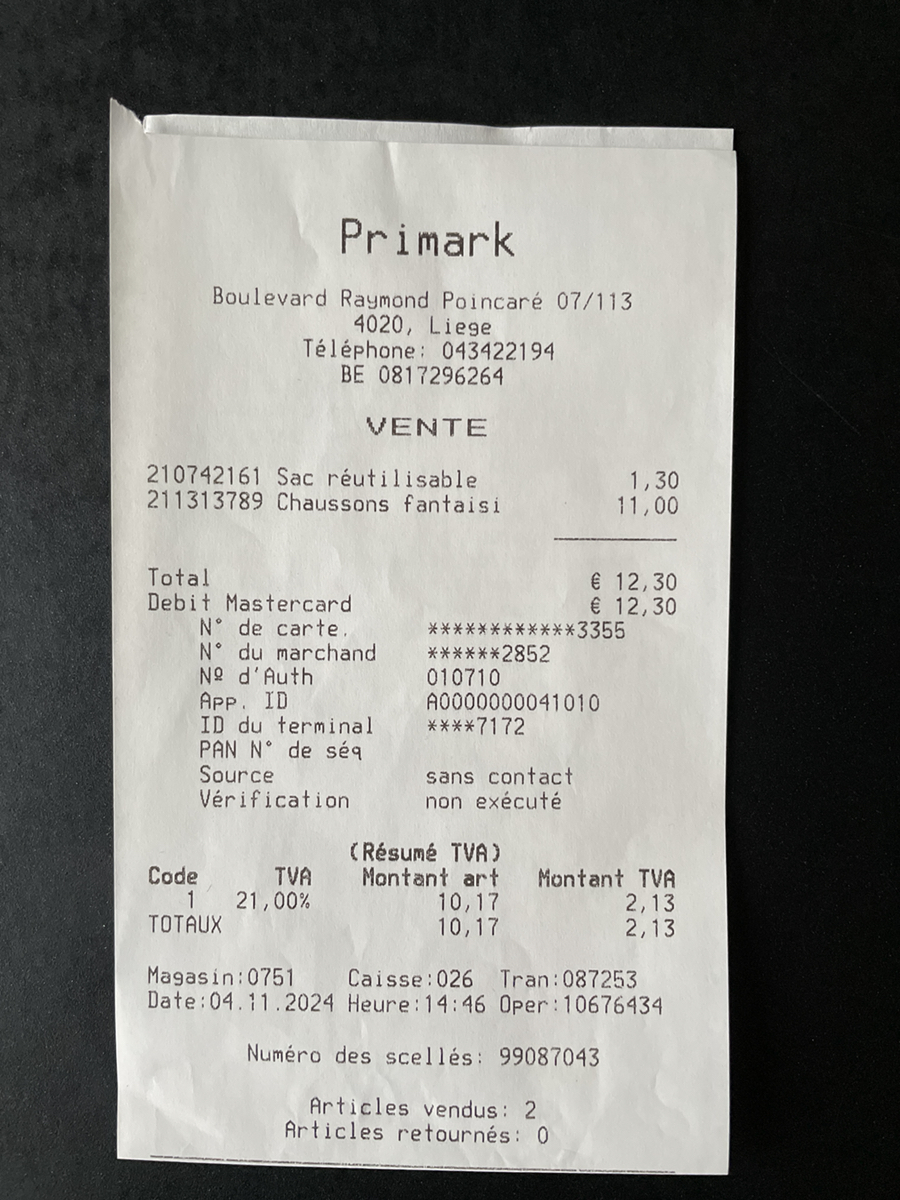 Primark
Boulevard Raymond Poincaré 07/113
4020, Liege
Téléphone: 043422194
BE 0817296264
VENTE
210742161 Sac réutilisable 1,30
211313789 Chaussons fantaisi 11,00
Total € 12,30
Debit Mastercard € 12,30
N° de carte. ************3355
N° du marchand ******2852
Nº d'Auth 010710
App. ID A0000000041010
ID du terminal ****7172
PAN N° de séq
Source sans contact
Vérification non exécuté
(Résumé TVA)
Code TVA Montant art Montant TVA
1 21,00% 10,17 2,13
TOTAUX 10,17 2,13
Magasin:0751 Caisse:026 Tran:087253
Date:04.11.2024 Heure:14:46 Oper:10676434
Numéro des scellés: 99087043
Articles vendus: 2
Articles retournés: 0